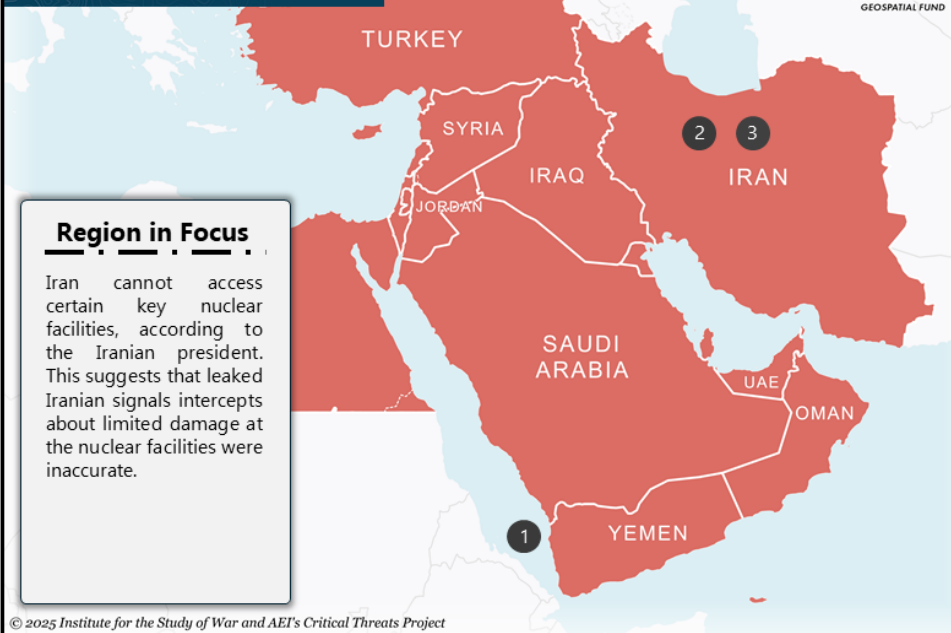 GEOSPATIAL FUND
TURKEY
SYRIA
2
3
IRAQ
IRAN
JORDAN
Region in Focus
Iran cannot access
certain key nuclear
facilities, according to
the Iranian president.
This suggests that leaked
Iranian signals intercepts
about limited damage at
the nuclear facilities were
inaccurate.
SAUDI
ARABIA
UAE
OMAN
1
YEMEN
© 2025 Institute for the Study of War and AEI's Critical Threats Project